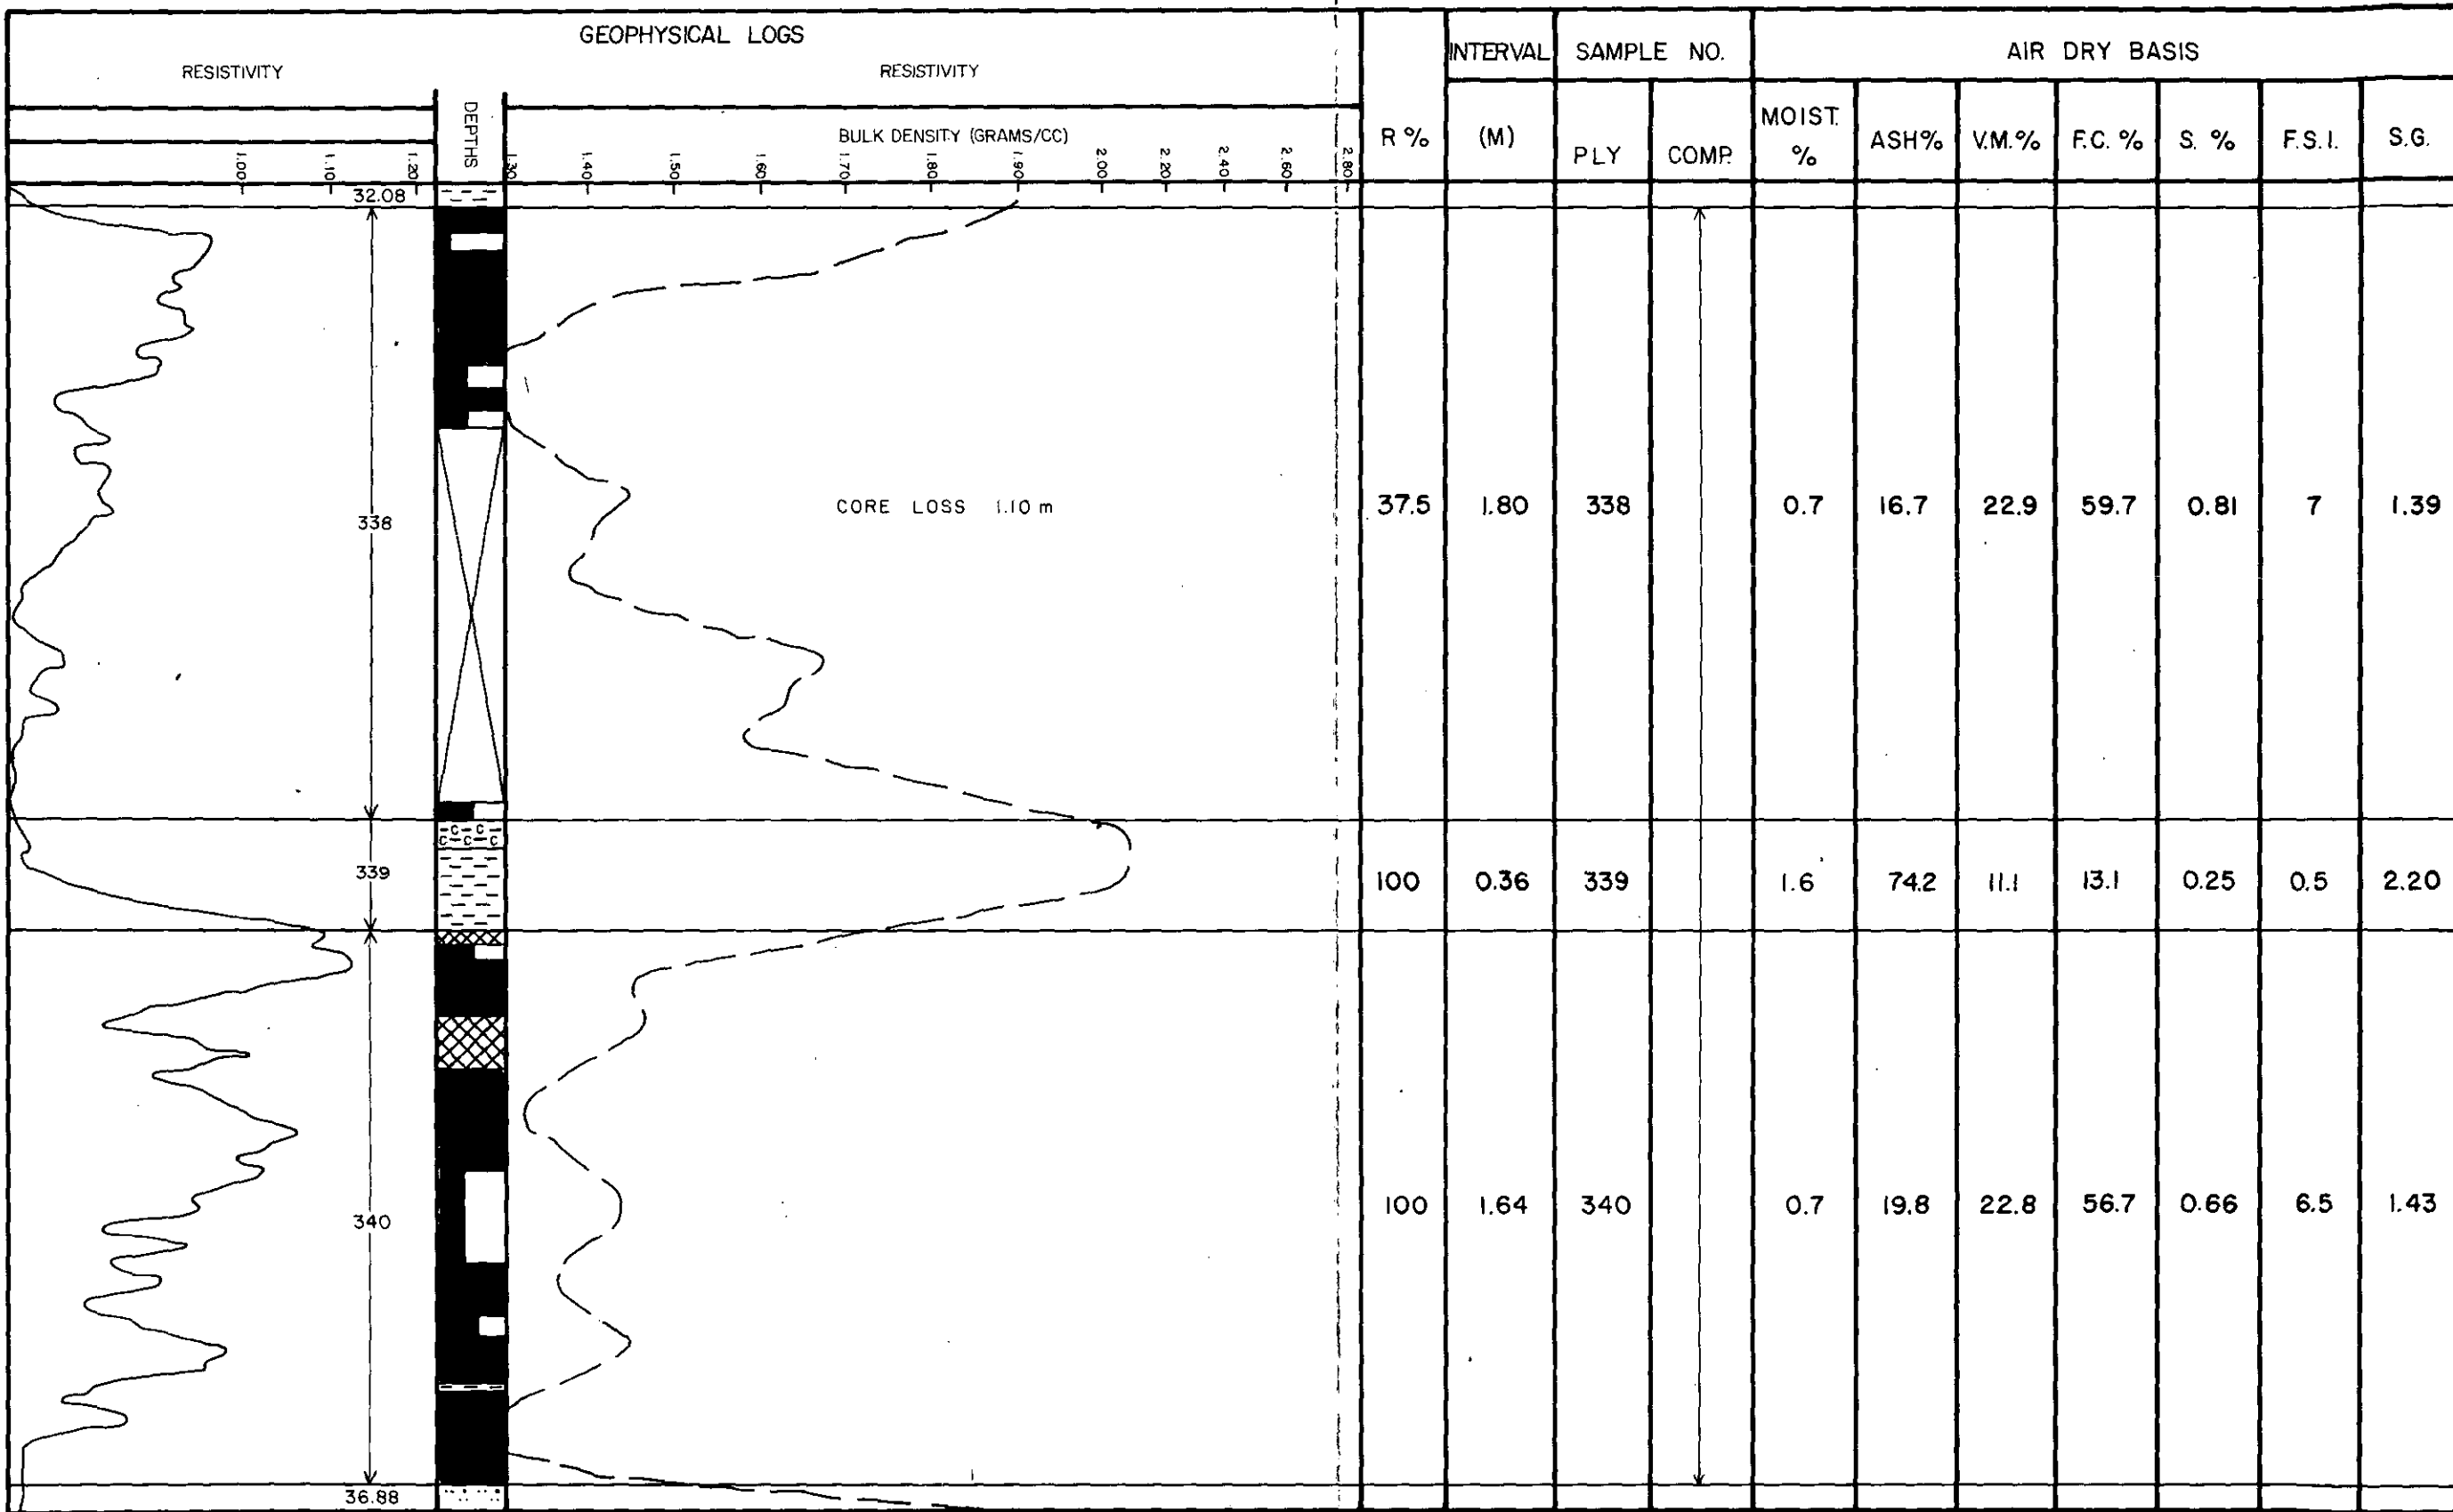 GEOPHYSICAL LOGS
RESISTIVITY
RESISTIVITY
DEPTHS
BULK DENSITY (GRAMS/CC)
1.00 1.10 1.20 1.30 1.40 1.50 1.60 1.70 1.80 1.90 2.00 2.20 2.40 2.60 2.80
R %
INTERVAL
(M)
SAMPLE NO.
PLY
COMP.
AIR DRY BASIS
MOIST.
%
ASH%
V.M.%
F.C. %
S. %
F.S.I.
S.G.
32.08
338
CORE LOSS 1.10 m
37.5 1.80 338 0.7 16.7 22.9 59.7 0.81 7 1.39
C C
C C C
339
100 0.36 339 1.6 74.2 11.1 13.1 0.25 0.5 2.20
340
100 1.64 340 0.7 19.8 22.8 56.7 0.66 6.5 1.43
36.88